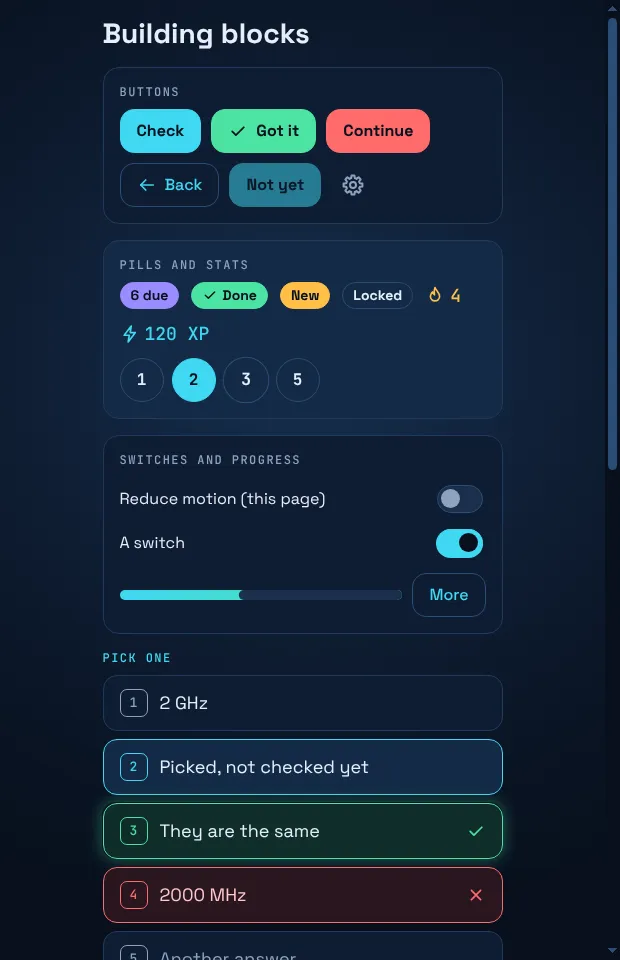 Building blocks
BUTTONS
Check
Got it
Continue
Back
Not yet
PILLS AND STATS
6 due
Done
New
Locked
4
120 XP
1
2
3
5
SWITCHES AND PROGRESS
Reduce motion (this page)
A switch
More
PICK ONE
1 2 GHz
2 Picked, not checked yet
3 They are the same
4 2000 MHz
5 Another answer